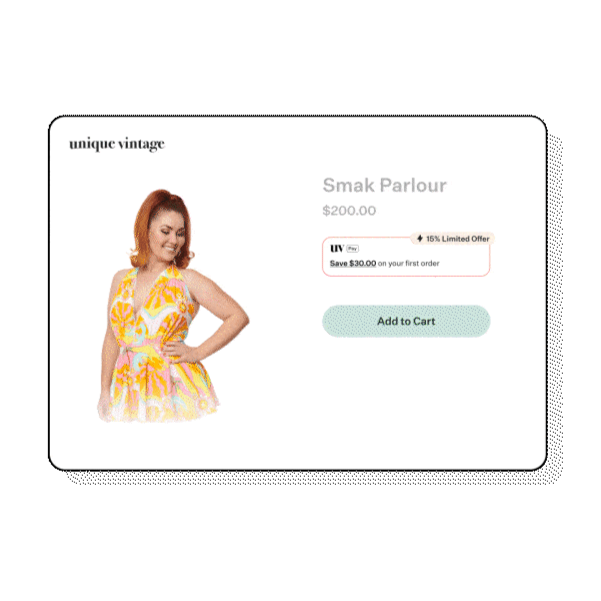 unique vintage
Smak Parlour
$200.00
15% Limited Offer
uv Pay
Save $30.00 on your first order
Add to Cart